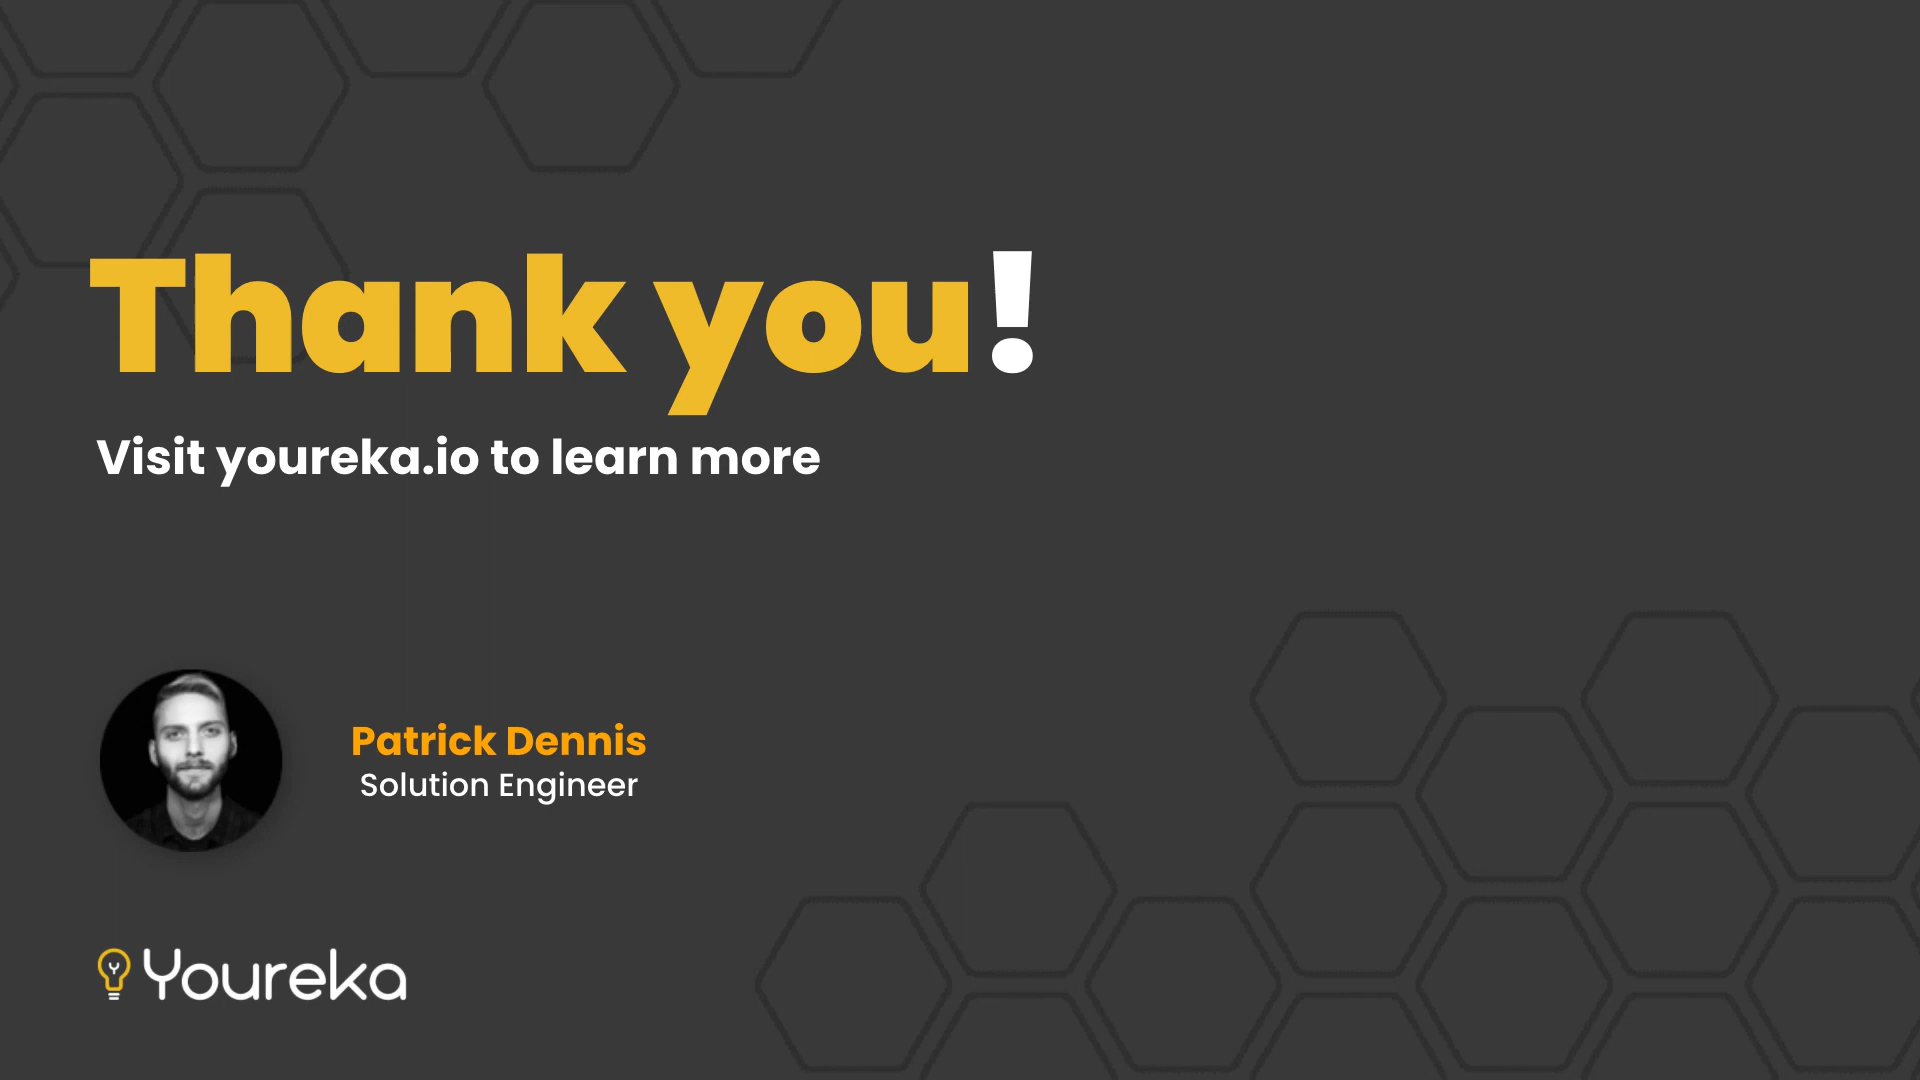 Thank you!
Visit youreka.io to learn more
Patrick Dennis
Solution Engineer
Youreka